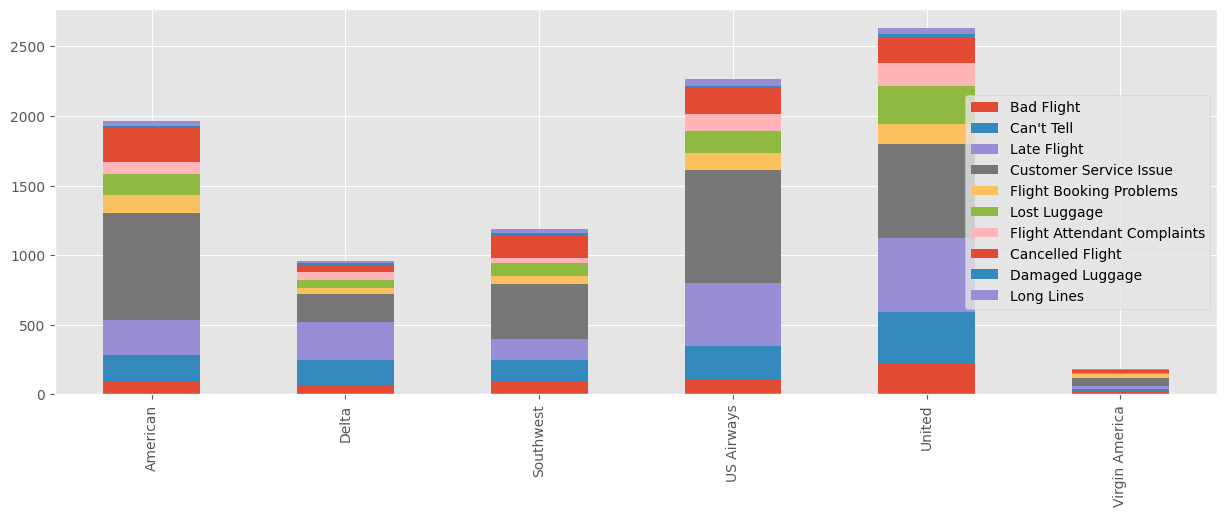 2500
2000
1500
1000
500
0
American
Delta
Southwest
US Airways
United
Virgin America
Bad Flight
Can't Tell
Late Flight
Customer Service Issue
Flight Booking Problems
Lost Luggage
Flight Attendant Complaints
Cancelled Flight
Damaged Luggage
Long Lines